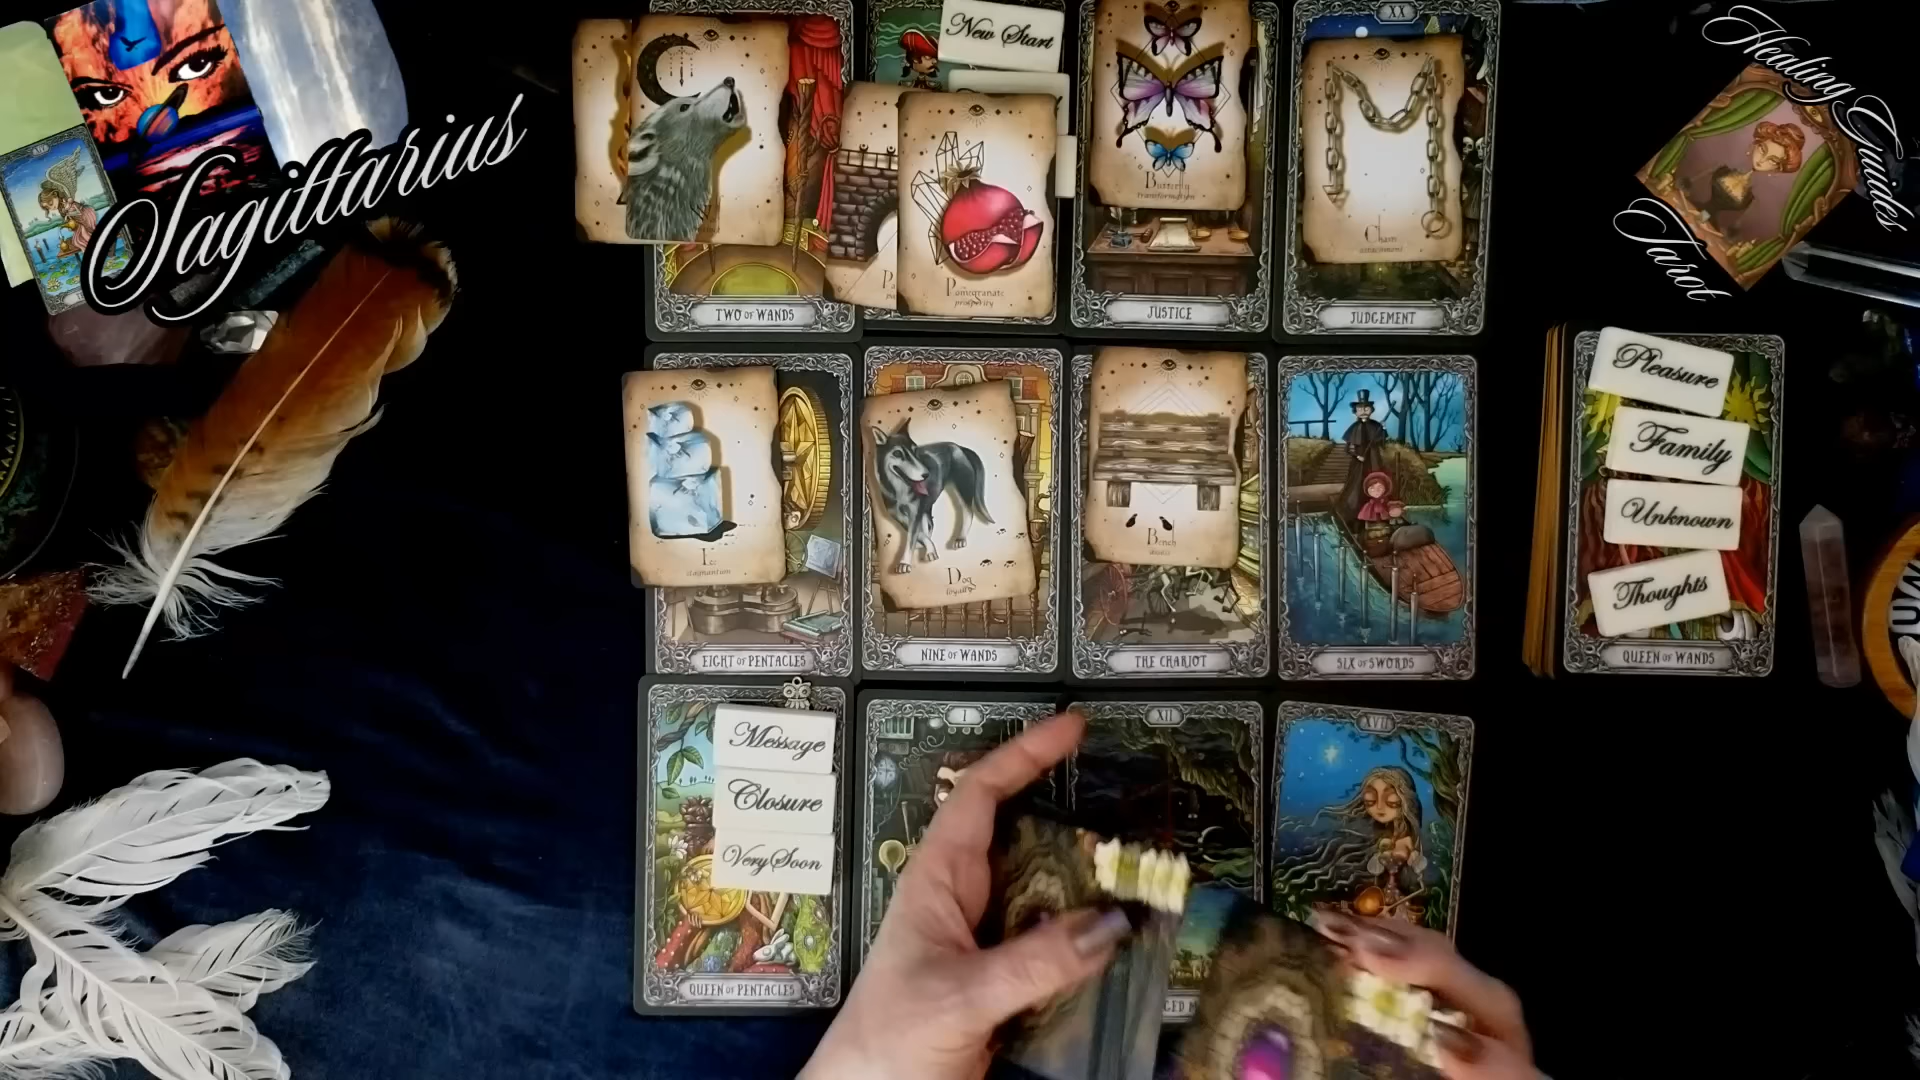 Sagittarius
Healing Guides
Tarot
New Start
XX
Butterfly
transformation
Pomegranate
prosperity
Chain
TWO OF WANDS
JUSTICE
JUDGEMENT
Ice
stagnation
Dog
loyalty
Bench
EIGHT OF PENTACLES
NINE OF WANDS
THE CHARIOT
SIX OF SWORDS
Pleasure
Family
Unknown
Thoughts
QUEEN OF WANDS
Message
Closure
Very Soon
QUEEN OF PENTACLES
I
XII
XVII